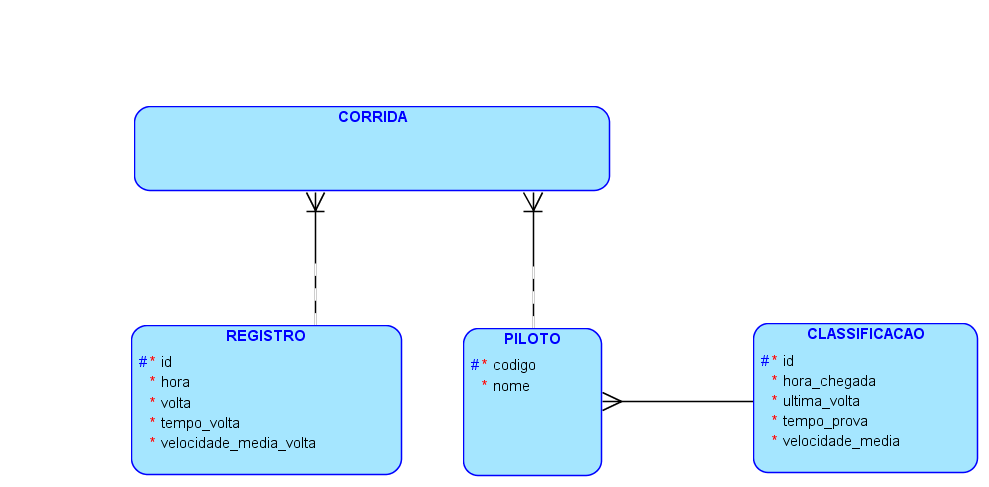 CORRIDA
REGISTRO
#* id
* hora
* volta
* tempo_volta
* velocidade_media_volta
PILOTO
#* codigo
* nome
CLASSIFICACAO
#* id
* hora_chegada
* ultima_volta
* tempo_prova
* velocidade_media